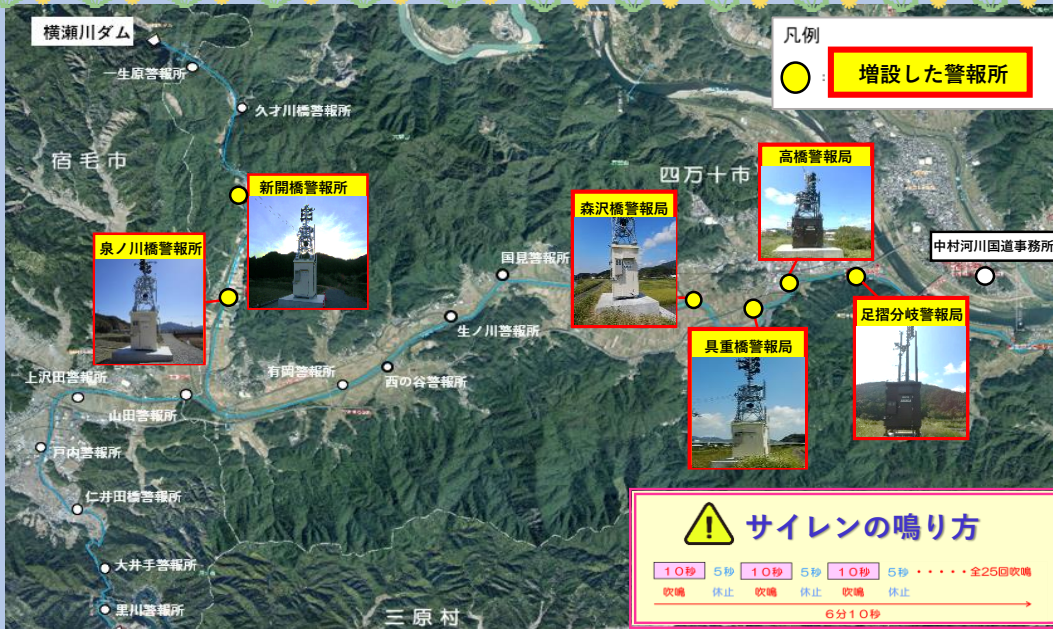 横瀬川ダム
一生原警報所
久才川橋警報所
宿毛市
新開橋警報所
泉ノ川橋警報所
凡例
:
増設した警報所
四万十市
高橋警報局
森沢橋警報局
中村河川国道事務所
国見警報所
足摺分岐警報局
生ノ川警報所
具重橋警報局
上沢田警報所
有岡警報所
西の谷警報所
山田警報所
戸内警報所
仁井田橋警報所
大井手警報所
黒川警報所
三原村
サイレンの鳴り方
10秒 5秒 10秒 5秒 10秒 5秒 ・・・・・全25回吹鳴
吹鳴 休止 吹鳴 休止 吹鳴 休止
6分10秒